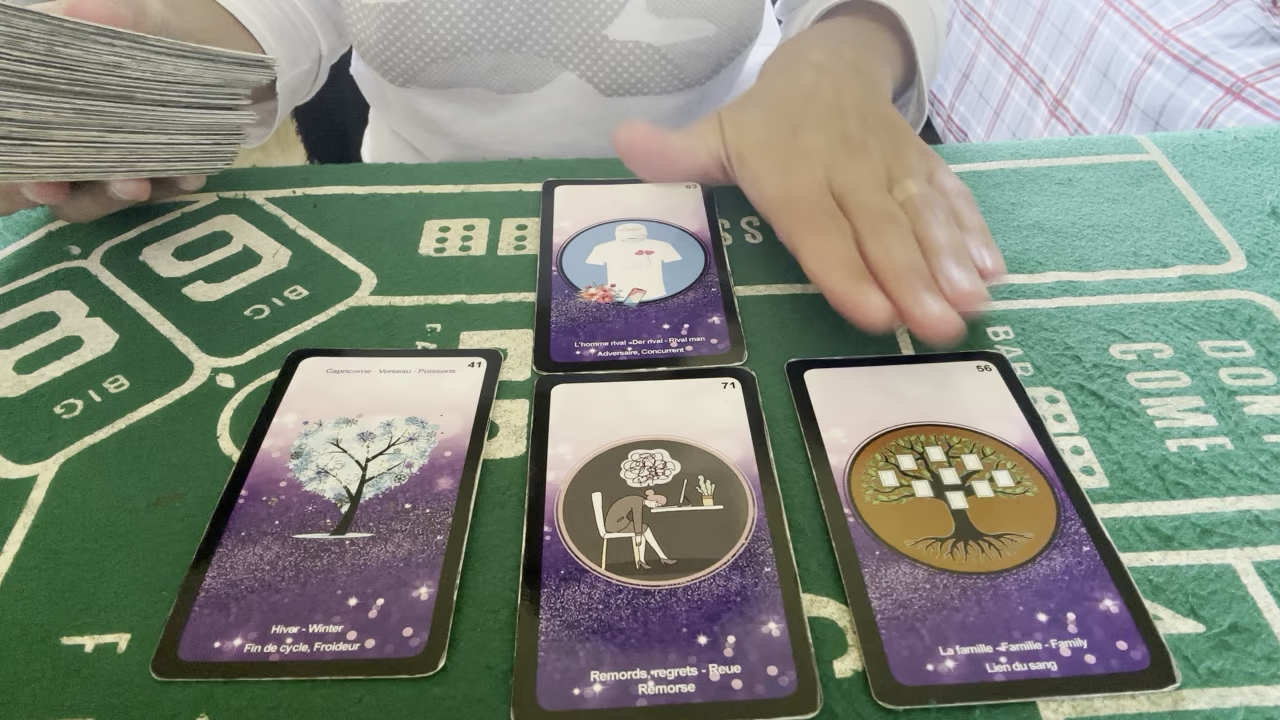 63
L'homme rival -Der rival - Rival man
Adversaire, Concurrent
41
Capricorne - Verseau - Poissons
Hiver - Winter
Fin de cycle, Froideur
71
Remords, regrets - Reue
Remorse
56
La famille -Familie - Family
Lien du sang
9
BIG
8
BIG
SS
BAR
DON'T
COME
F